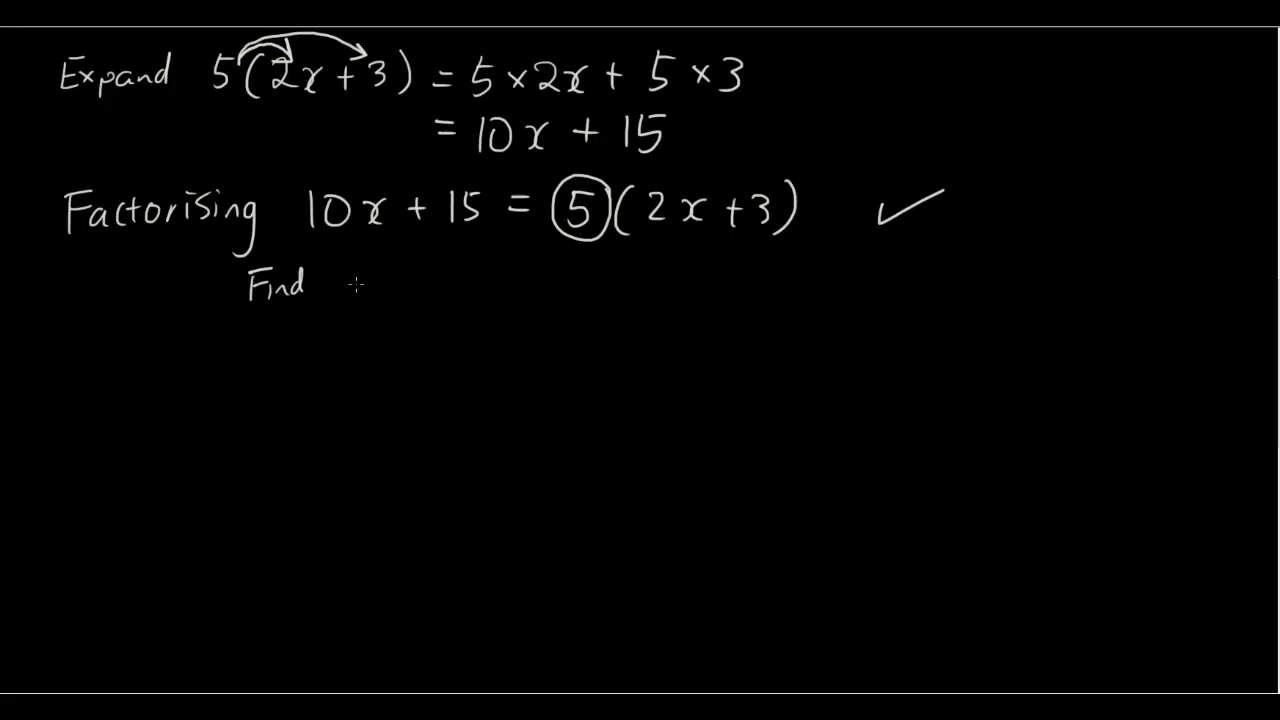 Expand 5(2x+3) = 5×2x + 5×3
= 10x + 15
Factorising 10x + 15 = 5(2x+3) ✓
Find